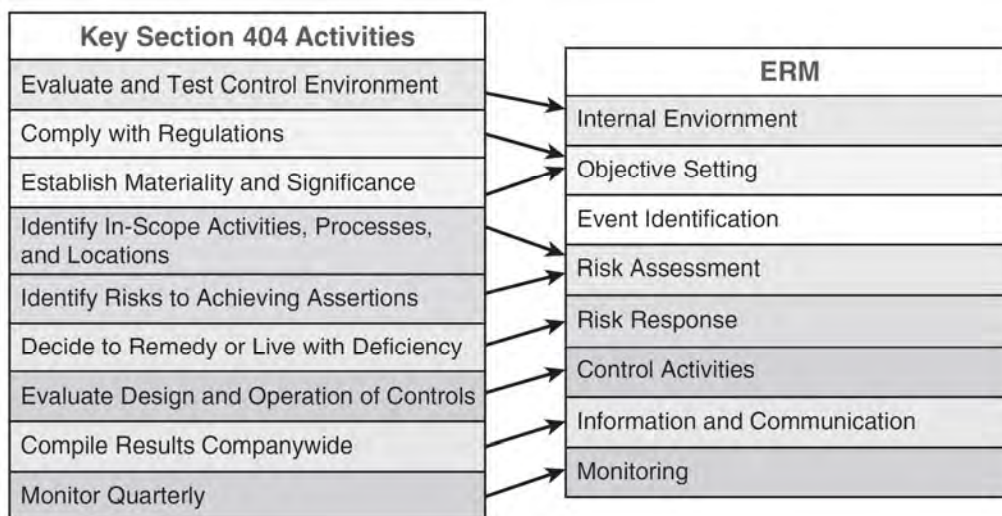 Key Section 404 Activities
Evaluate and Test Control Environment
Comply with Regulations
Establish Materiality and Significance
Identify In-Scope Activities, Processes,
and Locations
Identify Risks to Achieving Assertions
Decide to Remedy or Live with Deficiency
Evaluate Design and Operation of Controls
Compile Results Companywide
Monitor Quarterly
ERM
Internal Enviornment
Objective Setting
Event Identification
Risk Assessment
Risk Response
Control Activities
Information and Communication
Monitoring